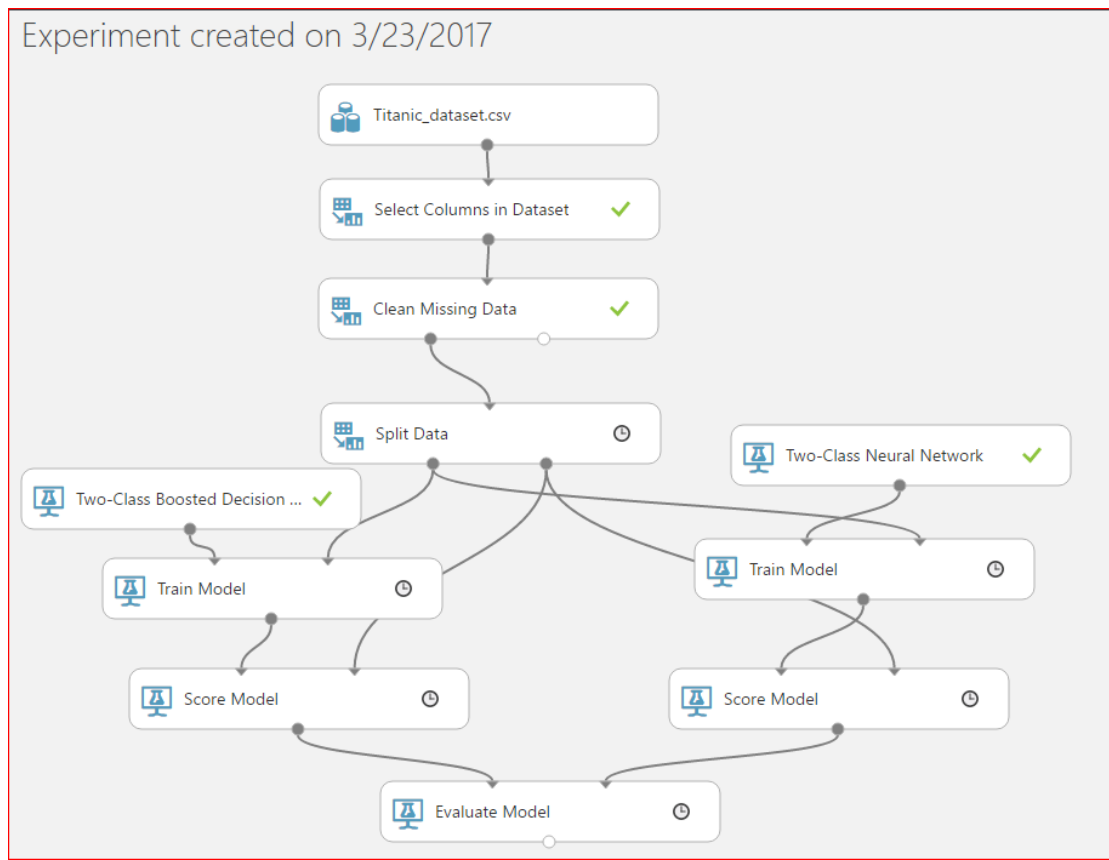 Experiment created on 3/23/2017
Titanic_dataset.csv
Select Columns in Dataset
Clean Missing Data
Split Data
Two-Class Neural Network
Two-Class Boosted Decision ...
Train Model
Train Model
Score Model
Score Model
Evaluate Model